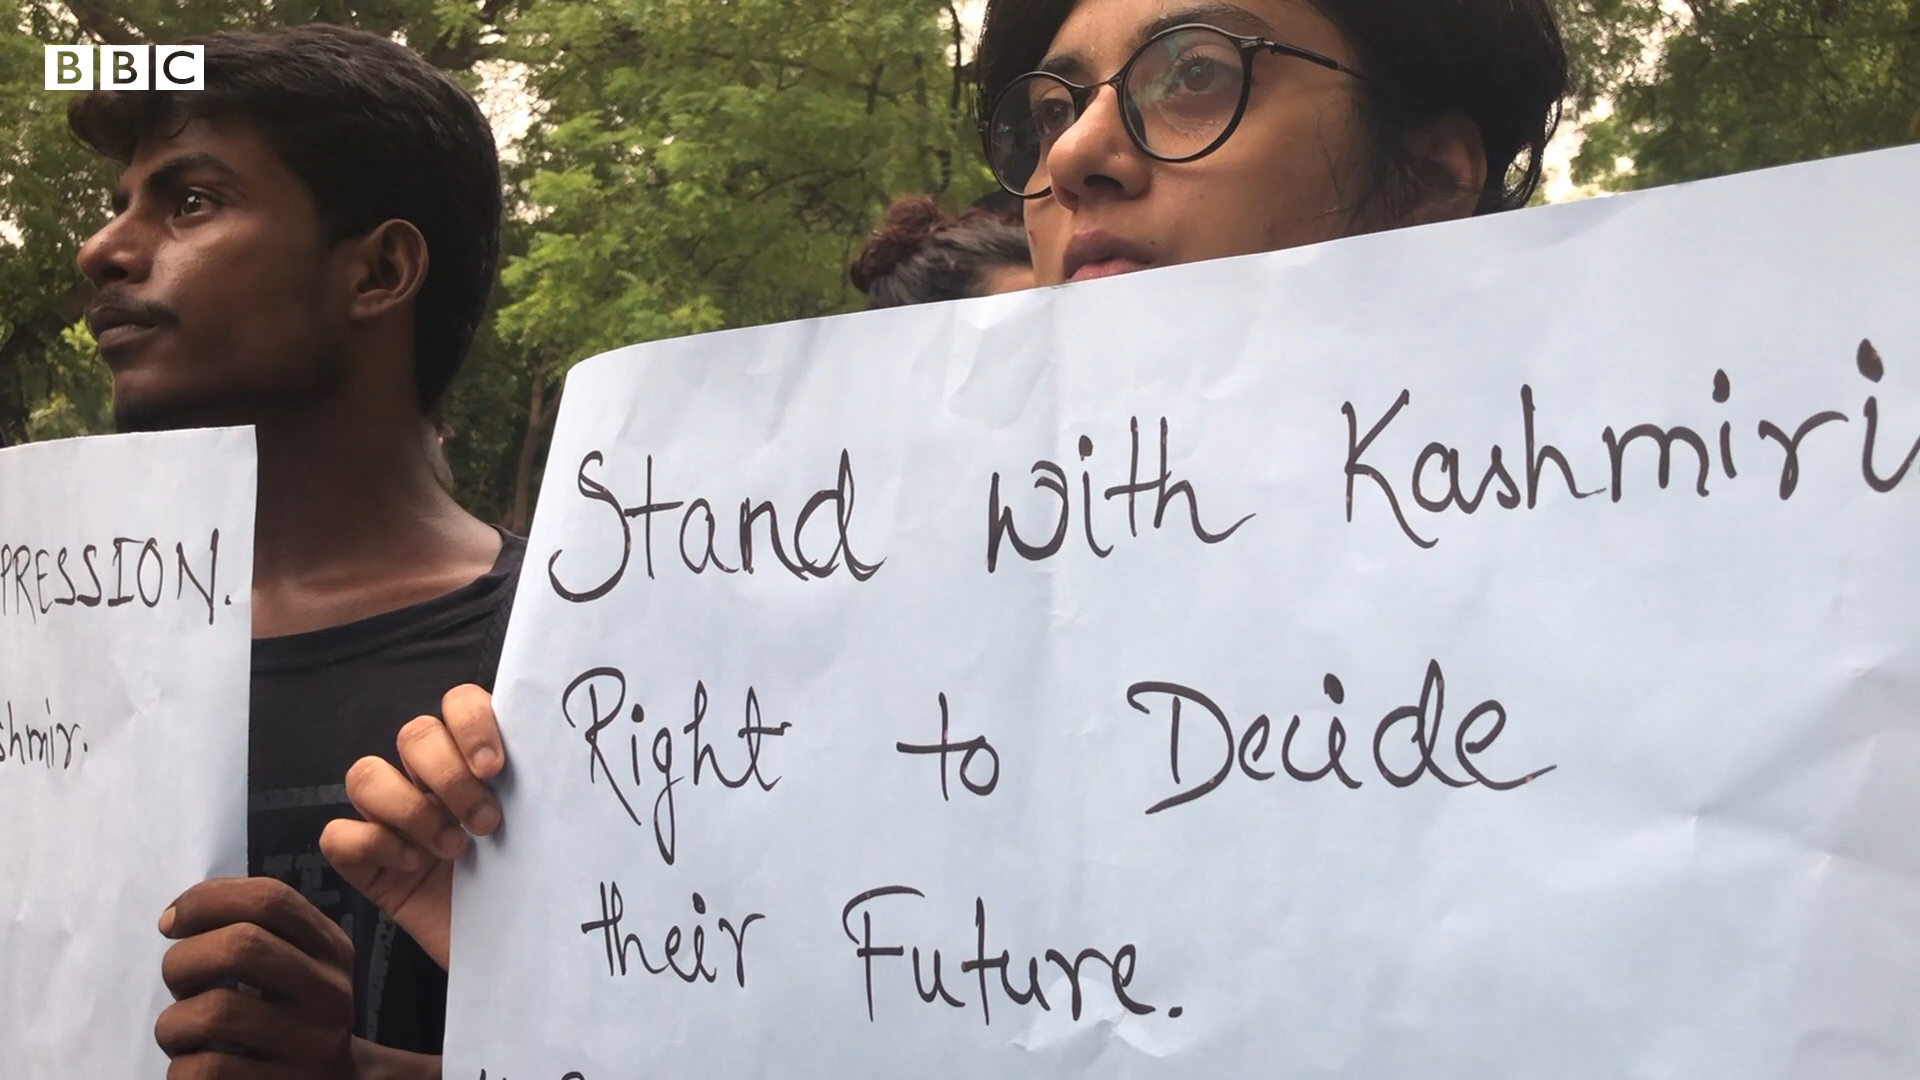 BBC
PRESSION.
shmir.
Stand with Kashmiri
Right to Decide
their Future.